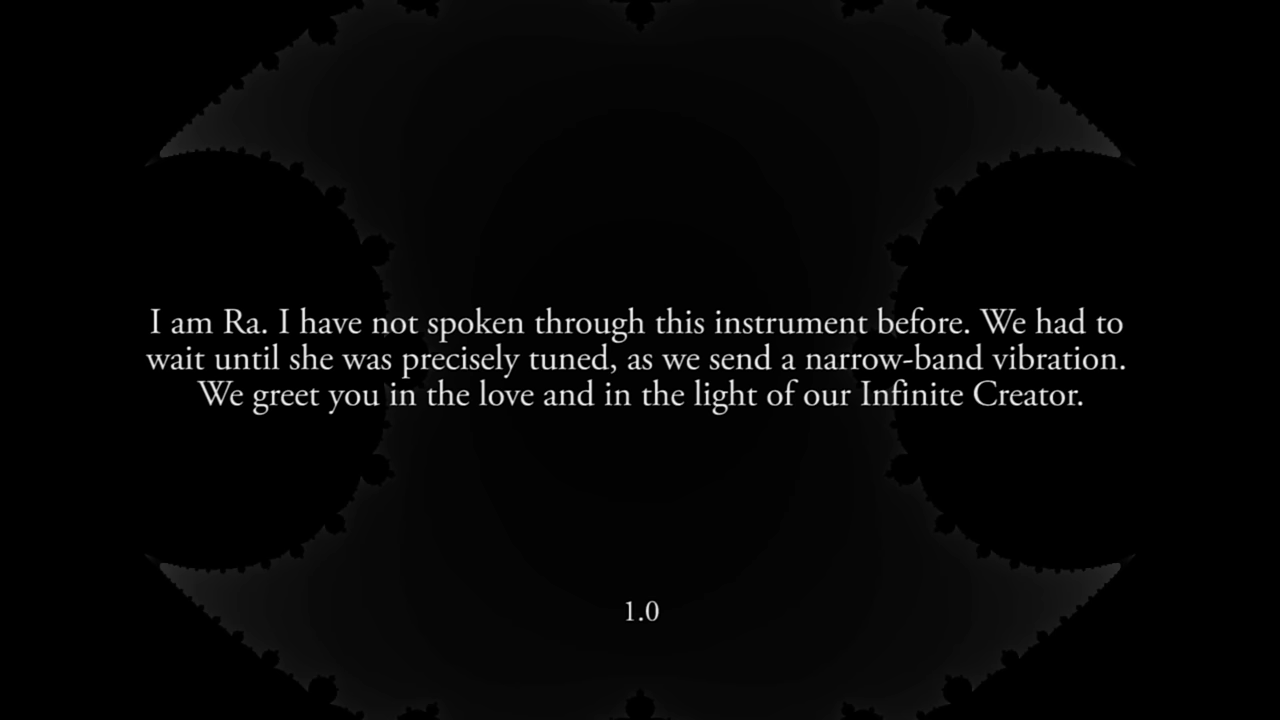 I am Ra. I have not spoken through this instrument before. We had to
wait until she was precisely tuned, as we send a narrow-band vibration.
We greet you in the love and in the light of our Infinite Creator.
1.0